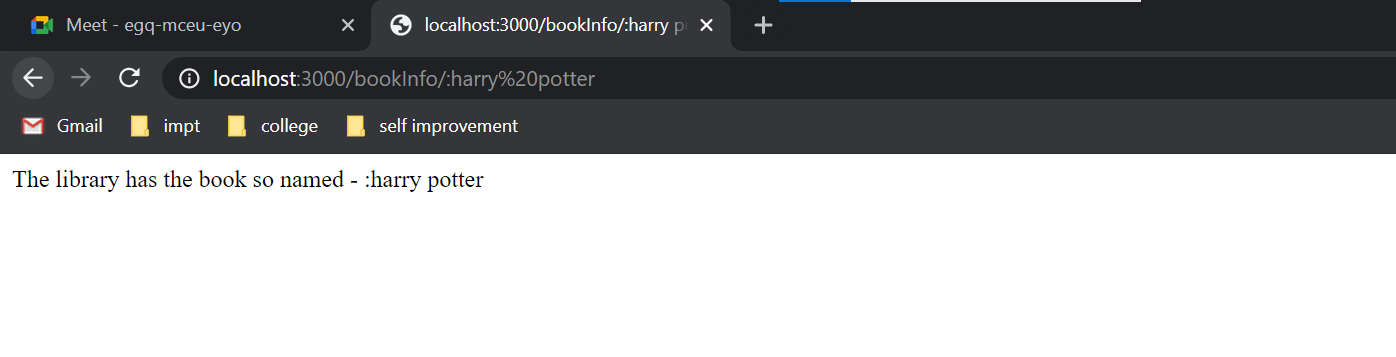 Meet - egq-mceu-eyo
localhost:3000/bookInfo/:harry p
localhost:3000/bookInfo/:harry%20potter
Gmail impt college self improvement
The library has the book so named - :harry potter